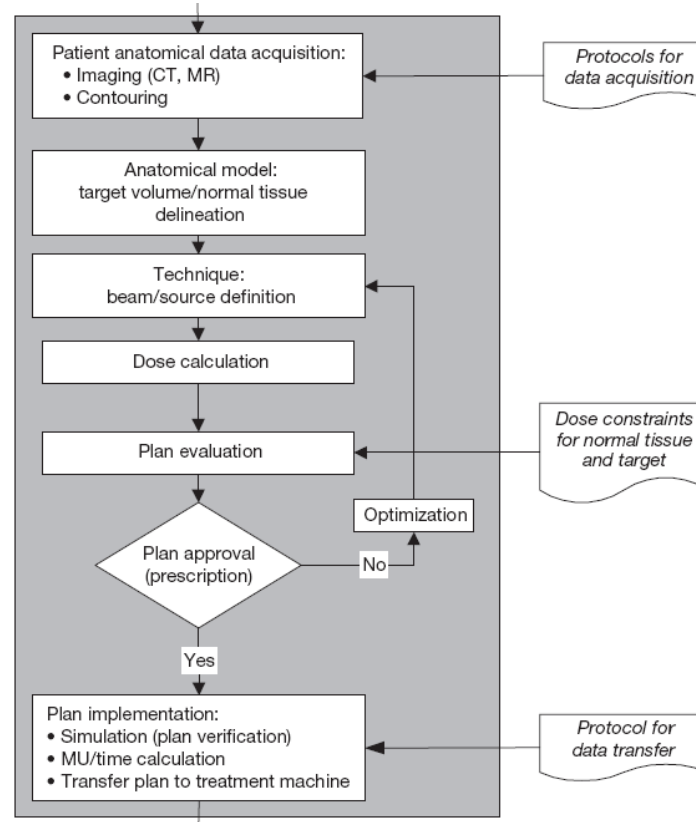 Patient anatomical data acquisition:
• Imaging (CT, MR)
• Contouring
Protocols for
data acquisition
Anatomical model:
target volume/normal tissue
delineation
Technique:
beam/source definition
Dose calculation
Plan evaluation
Dose constraints
for normal tissue
and target
Optimization
Plan approval
(prescription)
No
Yes
Plan implementation:
• Simulation (plan verification)
• MU/time calculation
• Transfer plan to treatment machine
Protocol for
data transfer